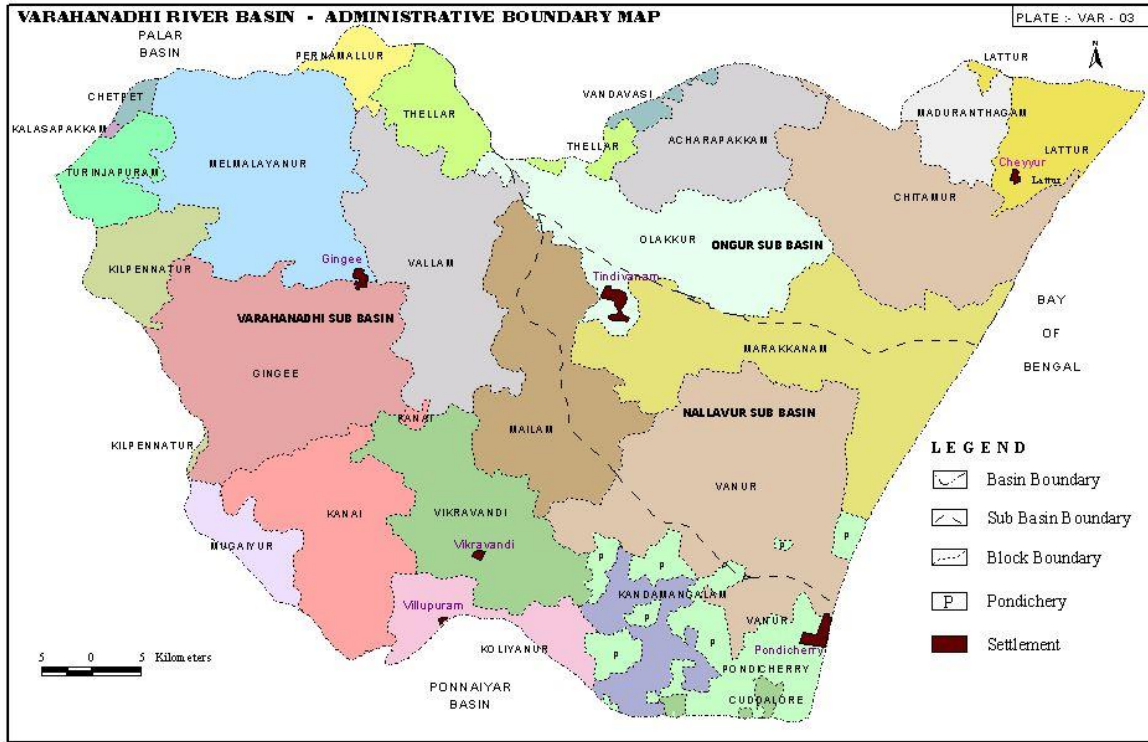 VARAHANADHI RIVER BASIN - ADMINISTRATIVE BOUNDARY MAP
PLATE :- VAR - 03
PALAR
BASIN
PERNAMALLUR
N
LATTUR
CHETPET
VANDAVASI
KALASAPAKKAM
THELLAR
MADURANTHAGAM
THELLAR
ACHARAPAKKAM
MELMALAYANUR
LATTUR
TURINJAPURAM
Cheyyur
Lattur
CHITAMUR
OLAKKUR
ONGUR SUB BASIN
KILPENNATUR
Gingee
VALLAM
Tindivanam
BAY
OF
BENGAL
VARAHANADHI SUB BASIN
MARAKKANAM
GINGEE
NALLAVUR SUB BASIN
KANAI
MAILAM
KILPENNATUR
LEGEND
Basin Boundary
Sub Basin Boundary
Block Boundary
P Pondichery
Settlement
VANUR
KANAI
VIKRAVANDI
MUGAIYUR
Vikravandi
P
P
P
P
KANDAMANGALAM
Villupuram
P
VANUR
P
P
Pondicherry
KOLIYANUR
PONDICHERRY
CUDDALORE
5 0 5 Kilometers
PONNAIYAR
BASIN